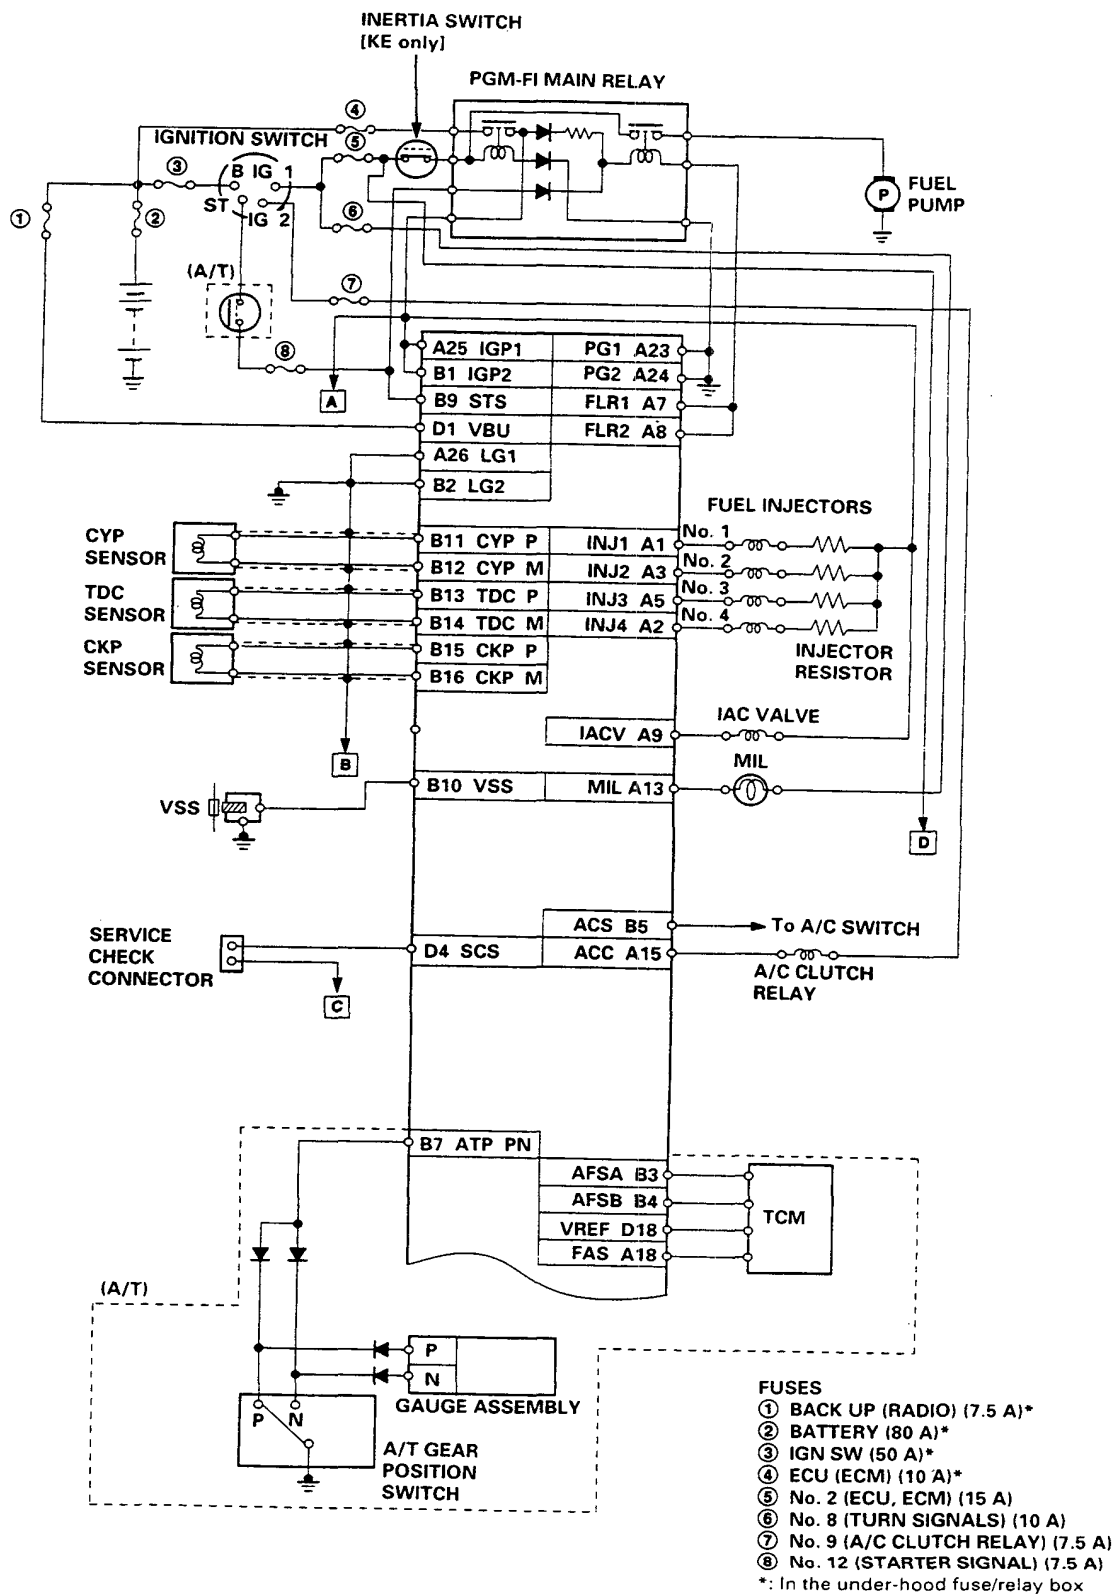 INERTIA SWITCH
[KE only]
PGM-FI MAIN RELAY
④
IGNITION SWITCH
⑤
③
B IG 1
ST
IG 2
①
②
⑥
P
FUEL
PUMP
(A/T)
⑦
⑧
A
A25 IGP1
PG1 A23
B1 IGP2
PG2 A24
B9 STS
FLR1 A7
D1 VBU
FLR2 A8
A26 LG1
B2 LG2
FUEL INJECTORS
CYP
SENSOR
B11 CYP P
INJ1 A1
No. 1
B12 CYP M
INJ2 A3
No. 2
TDC
SENSOR
B13 TDC P
INJ3 A5
No. 3
B14 TDC M
INJ4 A2
No. 4
CKP
SENSOR
B15 CKP P
B16 CKP M
INJECTOR
RESISTOR
IAC VALVE
IACV A9
B
MIL
VSS
B10 VSS
MIL A13
D
ACS B5
To A/C SWITCH
SERVICE
CHECK
CONNECTOR
D4 SCS
ACC A15
A/C CLUTCH
RELAY
C
B7 ATP PN
AFSA B3
AFSB B4
VREF D18
FAS A18
TCM
(A/T)
P
N
GAUGE ASSEMBLY
P N
A/T GEAR
POSITION
SWITCH
FUSES
① BACK UP (RADIO) (7.5 A)*
② BATTERY (80 A)*
③ IGN SW (50 A)*
④ ECU (ECM) (10 A)*
⑤ No. 2 (ECU, ECM) (15 A)
⑥ No. 8 (TURN SIGNALS) (10 A)
⑦ No. 9 (A/C CLUTCH RELAY) (7.5 A)
⑧ No. 12 (STARTER SIGNAL) (7.5 A)
*: In the under-hood fuse/relay box